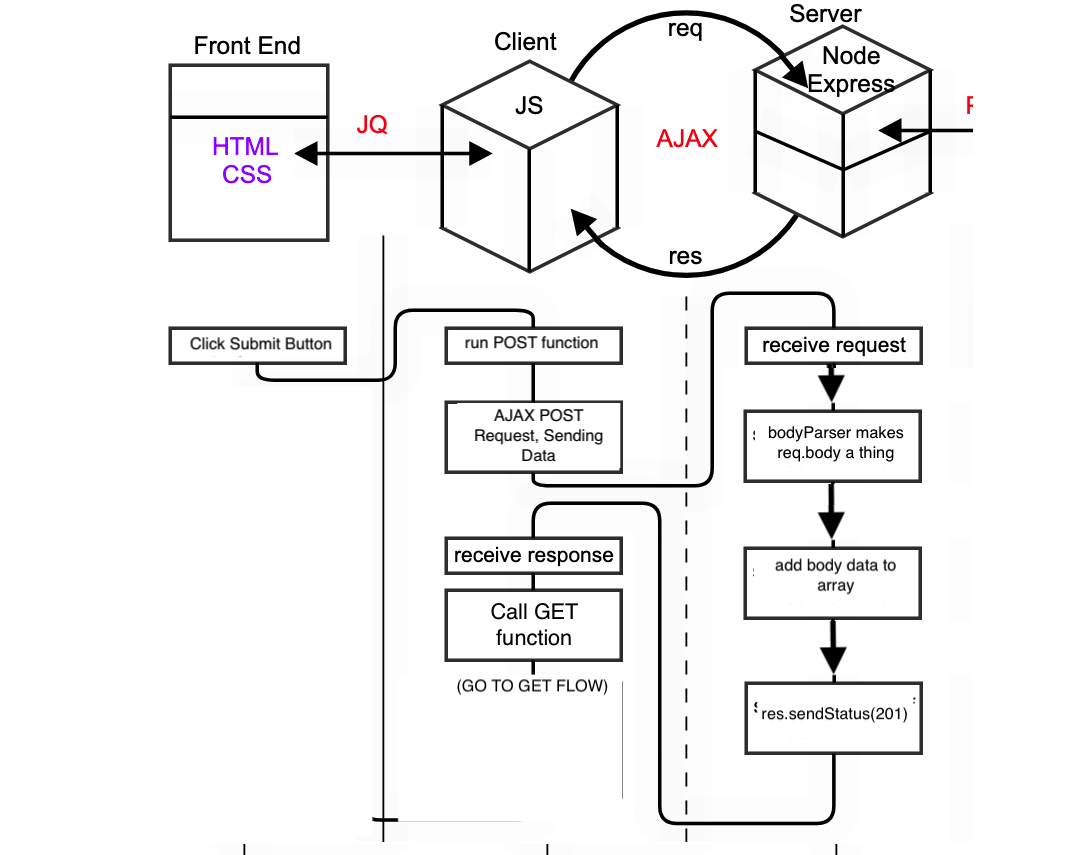 Front End
Client
Server
req
Node
Express
JS
JQ
AJAX
HTML
CSS
res
Click Submit Button
run POST function
receive request
AJAX POST
Request, Sending
Data
bodyParser makes
req.body a thing
receive response
add body data to
array
Call GET
function
(GO TO GET FLOW)
res.sendStatus(201)